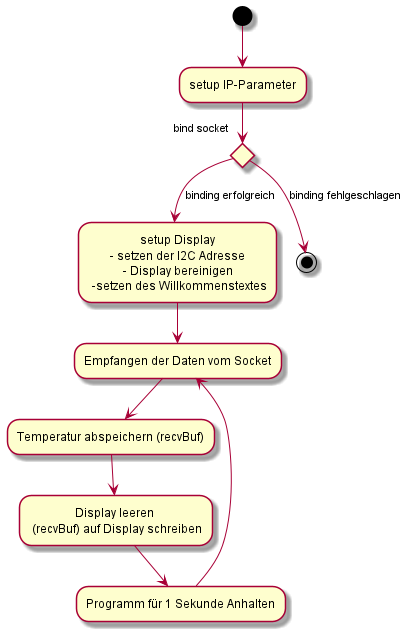 setup IP-Parameter
bind socket
binding erfolgreich
binding fehlgeschlagen
setup Display
- setzen der I2C Adresse
- Display bereinigen
-setzen des Willkommenstextes
Empfangen der Daten vom Socket
Temperatur abspeichern (recvBuf)
Display leeren
(recvBuf) auf Display schreiben
Programm für 1 Sekunde Anhalten